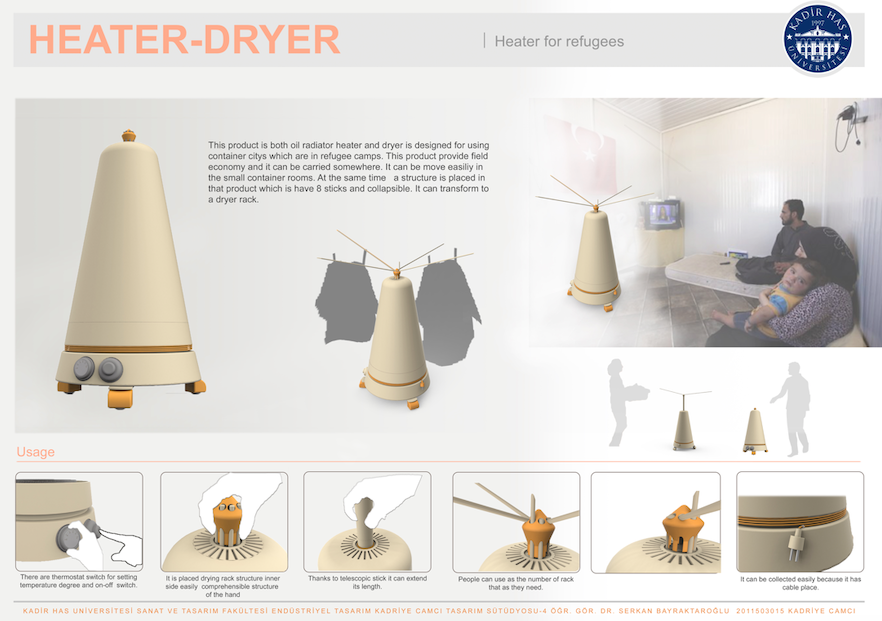 HEATER-DRYER
Heater for refugees
KADİR HAS
1997
ÜNİVERSİTESİ
This product is both oil radiator heater and dryer is designed for using
container citys which are in refugee camps. This product provide field
economy and it can be carried somewhere. It can be move easiliy in
the small container rooms. At the same time a structure is placed in
that product which is have 8 sticks and collapsible. It can transform to
a dryer rack.
Usage
There are thermostat switch for setting
temperature degree and on-off switch.
It is placed drying rack structure inner
side easily comprehensible structure
of the hand
Thanks to telescopic stick it can extend
its length.
People can use as the number of rack
that as they need.
It can be collected easily because it has
cable place.
KADİR HAS UNİVERSİTESİ SANAT VE TASARIM FAKÜLTESİ ENDÜSTRİYEL TASARIM KADRİYE CAMCI TASARIM SÜTÜDYOSU-4 ÖĞR. GÖR. DR. SERKAN BAYRAKTAROĞLU 2011503015 KADRİYE CAMCI